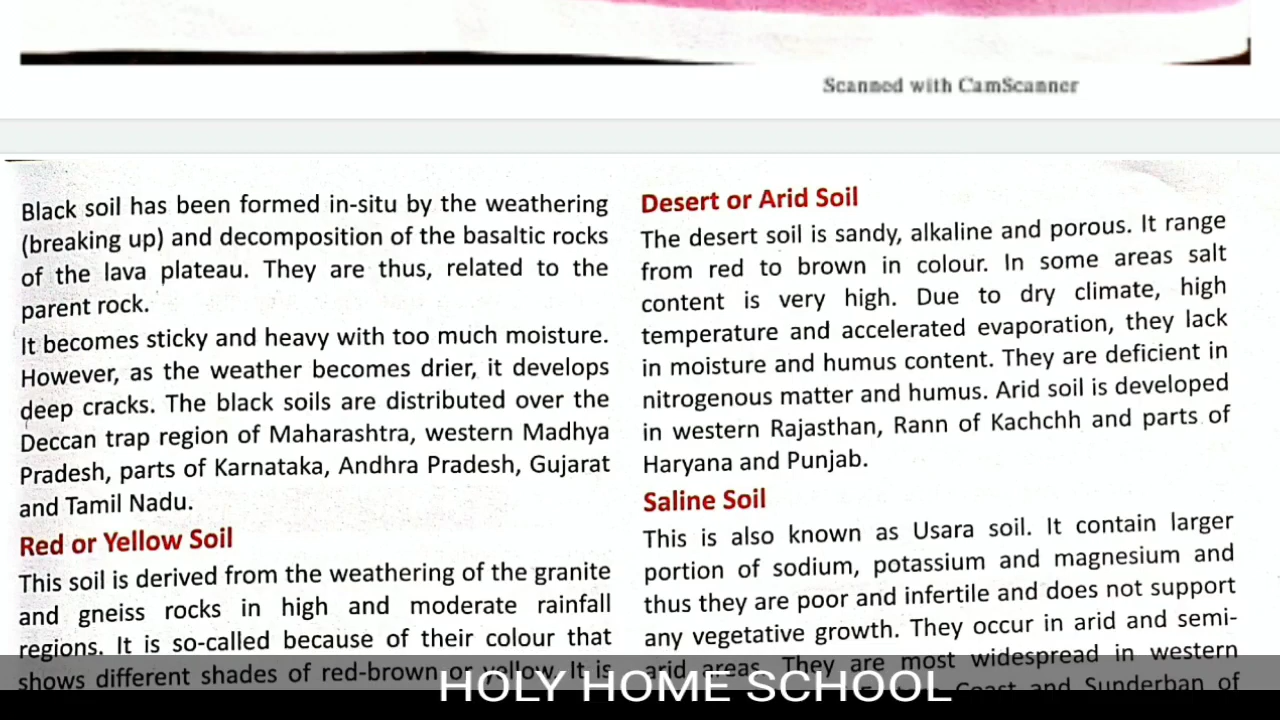 Scanned with CamScanner
Black soil has been formed in-situ by the weathering
(breaking up) and decomposition of the basaltic rocks
of the lava plateau. They are thus, related to the
parent rock.
It becomes sticky and heavy with too much moisture.
However, as the weather becomes drier, it develops
deep cracks. The black soils are distributed over the
Deccan trap region of Maharashtra, western Madhya
Pradesh, parts of Karnataka, Andhra Pradesh, Gujarat
and Tamil Nadu.
Red or Yellow Soil
This soil is derived from the weathering of the granite
and gneiss rocks in high and moderate rainfall
regions. It is so-called because of their colour that
shows different shades of red-brown or yellow. It is
Desert or Arid Soil
The desert soil is sandy, alkaline and porous. It range
from red to brown in colour. In some areas salt
content is very high. Due to dry climate, high
temperature and accelerated evaporation, they lack
in moisture and humus content. They are deficient in
nitrogenous matter and humus. Arid soil is developed
in western Rajasthan, Rann of Kachchh and parts of
Haryana and Punjab.
Saline Soil
This is also known as Usara soil. It contain larger
portion of sodium, potassium and magnesium and
thus they are poor and infertile and does not support
any vegetative growth. They occur in arid and semi-
arid areas. They are most widespread in western
Coast and Sunderban of
HOLY HOME SCHOOL